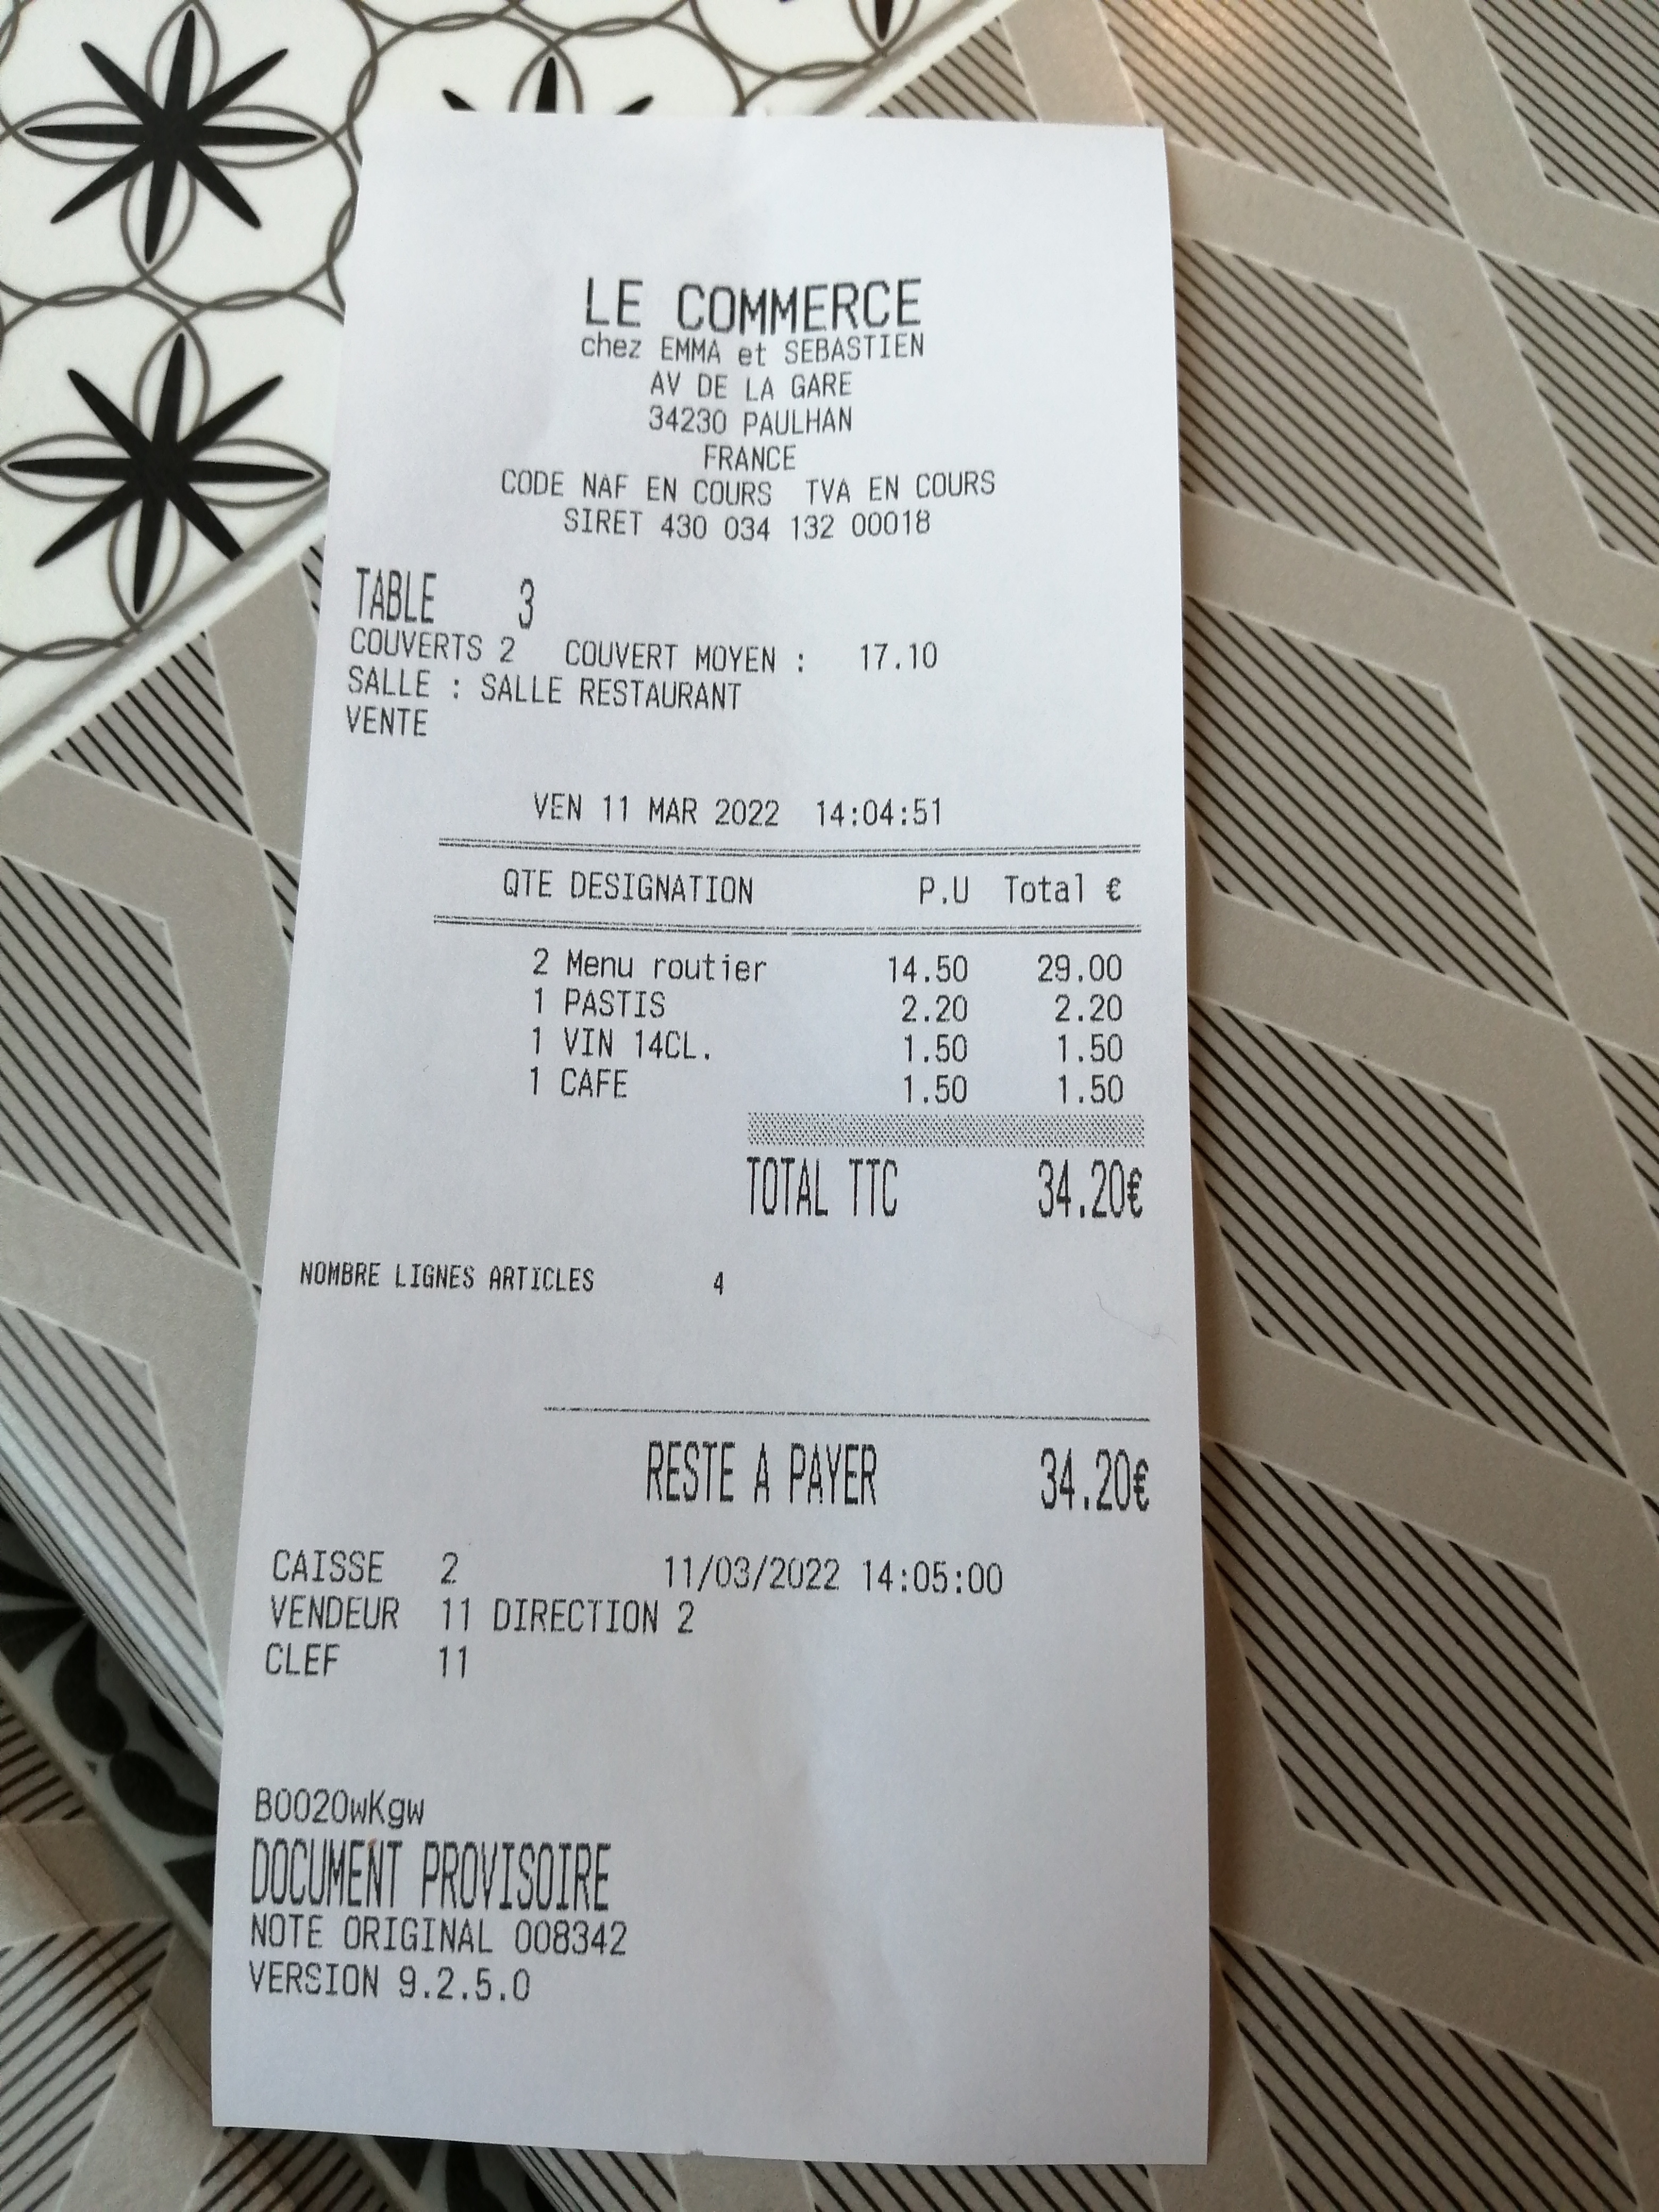 LE COMMERCE
chez EMMA et SEBASTIEN
AV DE LA GARE
34230 PAULHAN
FRANCE
CODE NAF EN COURS TVA EN COURS
SIRET 430 034 132 00018
TABLE 3
COUVERTS 2 COUVERT MOYEN : 17.10
SALLE : SALLE RESTAURANT
VENTE
VEN 11 MAR 2022 14:04:51
QTE DESIGNATION P.U Total €
2 Menu routier 14.50 29.00
1 PASTIS 2.20 2.20
1 VIN 14CL. 1.50 1.50
1 CAFE 1.50 1.50
TOTAL TTC 34.20€
NOMBRE LIGNES ARTICLES 4
RESTE A PAYER 34.20€
CAISSE 2 11/03/2022 14:05:00
VENDEUR 11 DIRECTION 2
CLEF 11
B0020wKgw
DOCUMENT PROVISOIRE
NOTE ORIGINAL 008342
VERSION 9.2.5.0